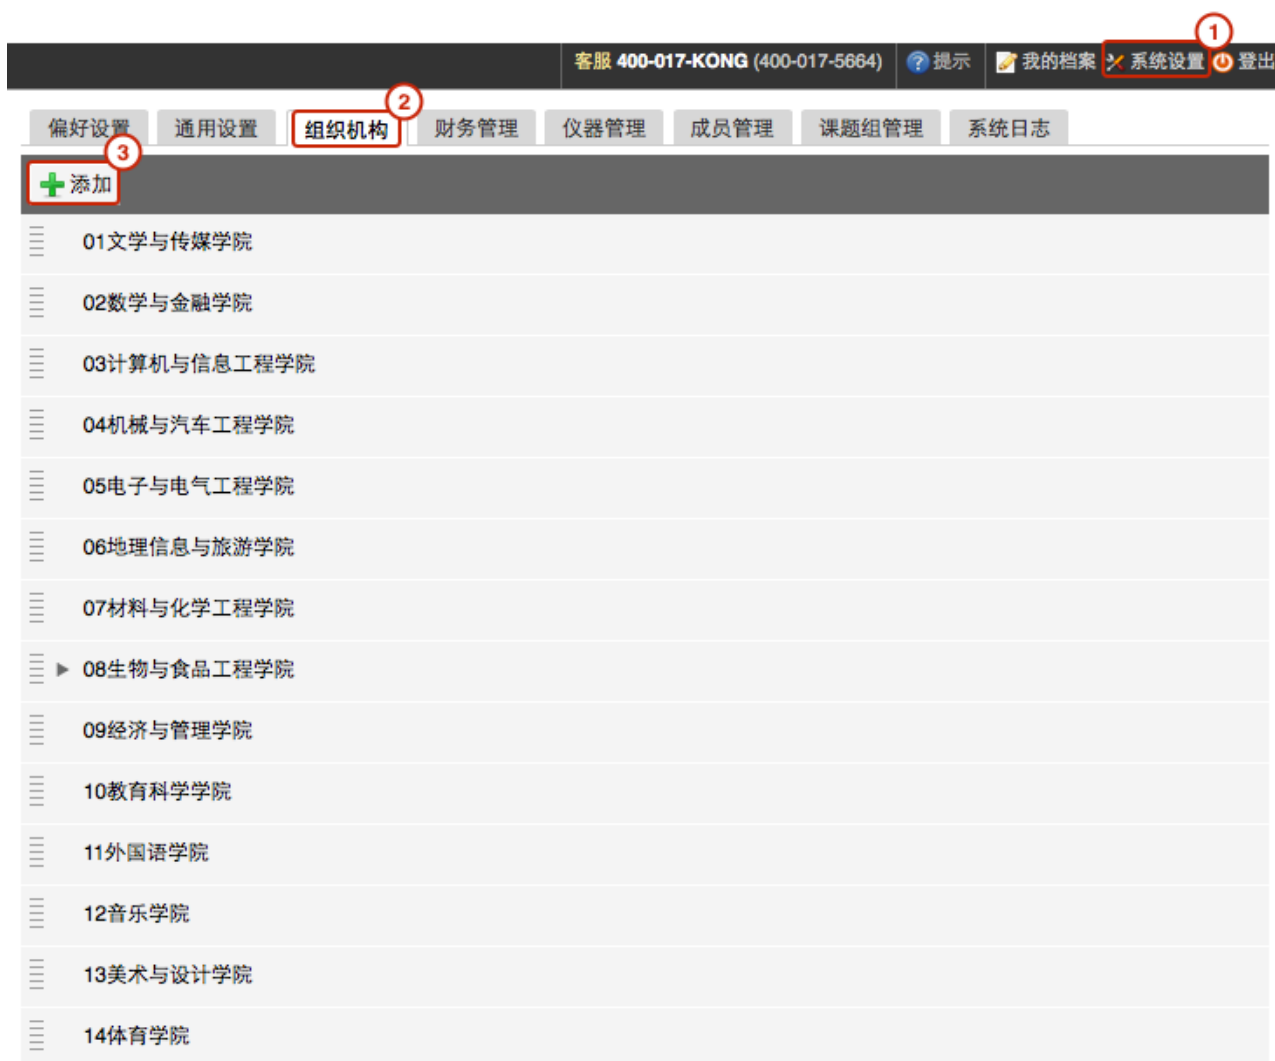 1
客服 400-017-KONG (400-017-5664) 提示 我的档案 系统设置 登出
2
偏好设置 通用设置 组织机构 财务管理 仪器管理 成员管理 课题组管理 系统日志
3
添加
01文学与传媒学院
02数学与金融学院
03计算机与信息工程学院
04机械与汽车工程学院
05电子与电气工程学院
06地理信息与旅游学院
07材料与化学工程学院
08生物与食品工程学院
09经济与管理学院
10教育科学学院
11外国语学院
12音乐学院
13美术与设计学院
14体育学院